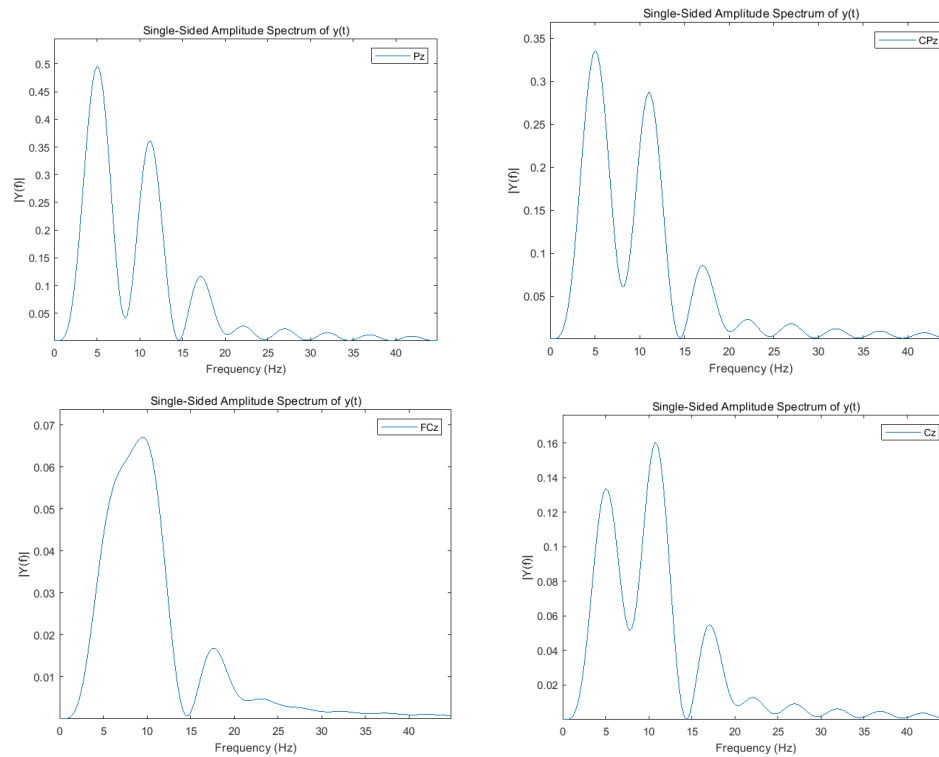 Single-Sided Amplitude Spectrum of y(t)
Pz
|Y(f)|
0.5
0.45
0.4
0.35
0.3
0.25
0.2
0.15
0.1
0.05
0 5 10 15 20 25 30 35 40
Frequency (Hz)
Single-Sided Amplitude Spectrum of y(t)
CPz
|Y(f)|
0.35
0.3
0.25
0.2
0.15
0.1
0.05
0 5 10 15 20 25 30 35 40
Frequency (Hz)
Single-Sided Amplitude Spectrum of y(t)
FCz
|Y(f)|
0.07
0.06
0.05
0.04
0.03
0.02
0.01
0 5 10 15 20 25 30 35 40
Frequency (Hz)
Single-Sided Amplitude Spectrum of y(t)
Cz
|Y(f)|
0.16
0.14
0.12
0.1
0.08
0.06
0.04
0.02
0 5 10 15 20 25 30 35 40
Frequency (Hz)